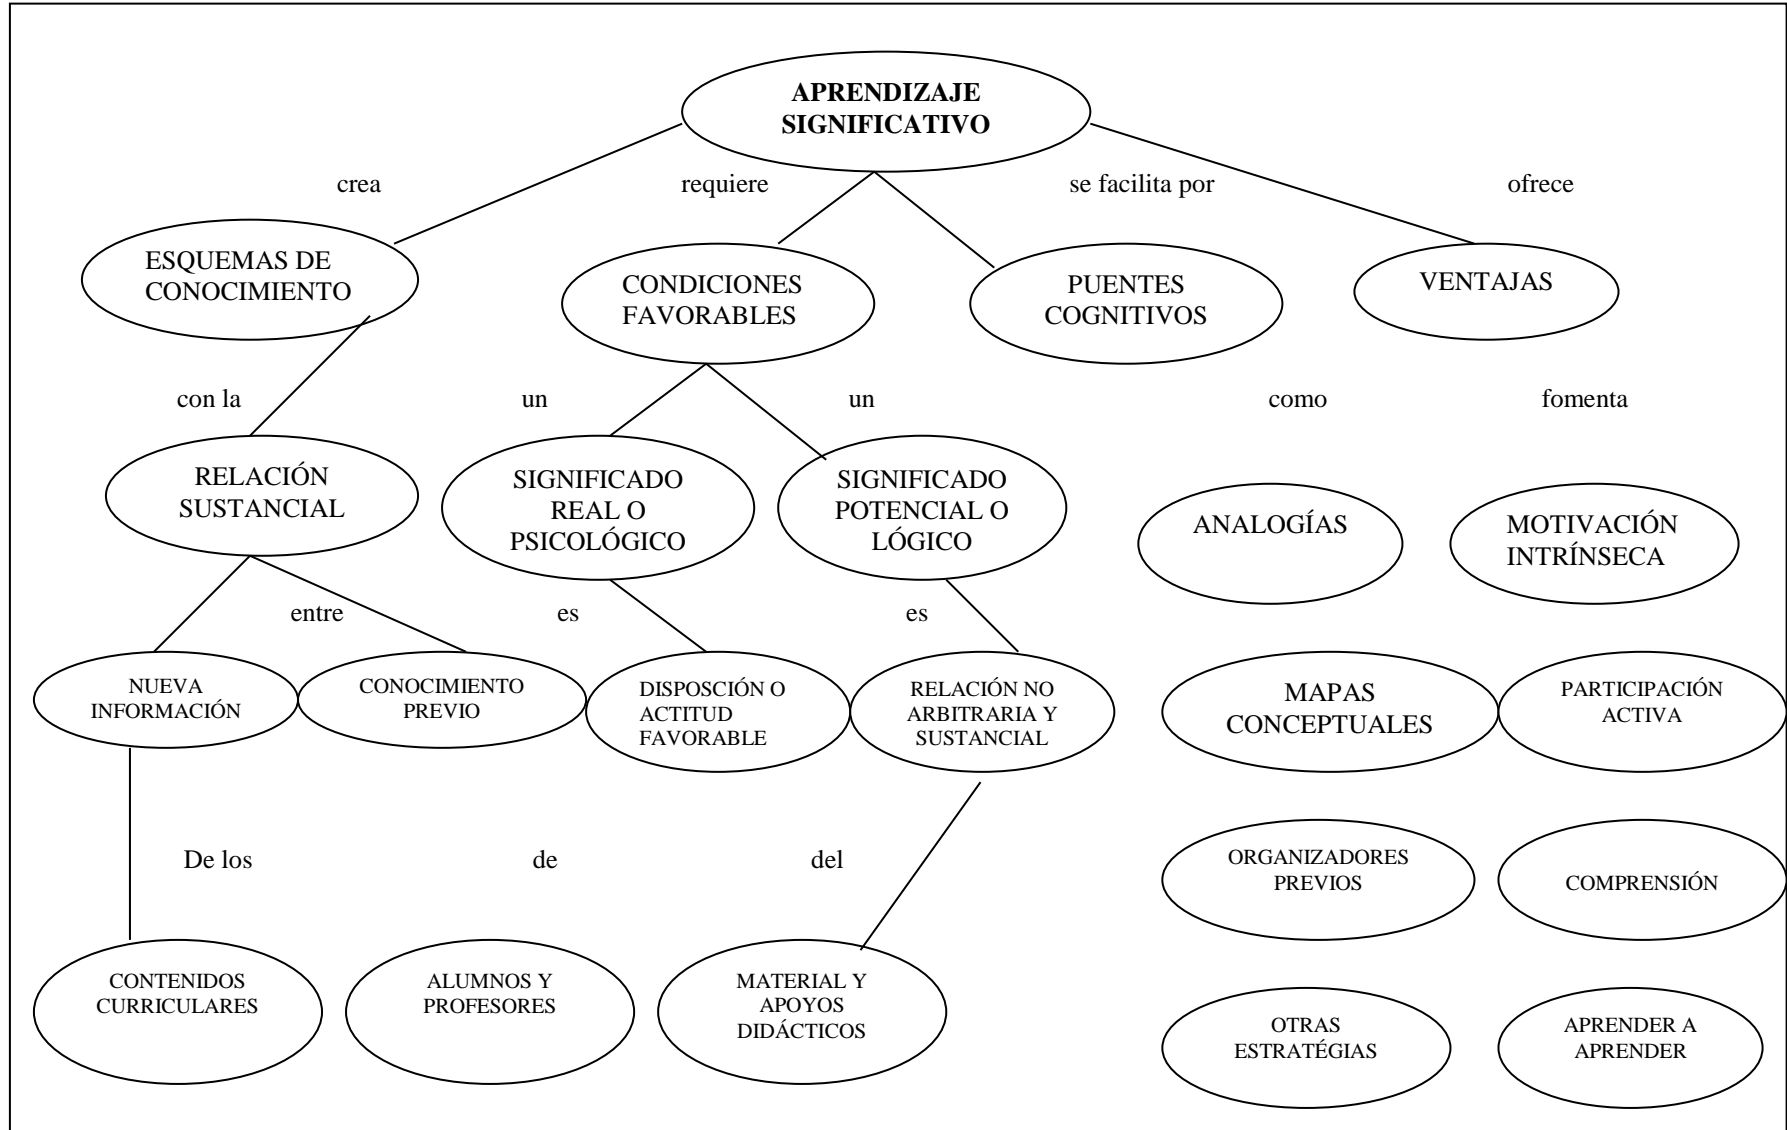 APRENDIZAJE
SIGNIFICATIVO
crea
requiere
se facilita por
ofrece
ESQUEMAS DE
CONOCIMIENTO
CONDICIONES
FAVORABLES
PUENTES
COGNITIVOS
VENTAJAS
con la
un
un
como
fomenta
RELACIÓN
SUSTANCIAL
SIGNIFICADO
REAL O
PSICOLÓGICO
SIGNIFICADO
POTENCIAL O
LÓGICO
ANALOGÍAS
MOTIVACIÓN
INTRÍNSECA
entre
es
es
NUEVA
INFORMACIÓN
CONOCIMIENTO
PREVIO
DISPOSCIÓN O
ACTITUD
FAVORABLE
RELACIÓN NO
ARBITRARIA Y
SUSTANCIAL
MAPAS
CONCEPTUALES
PARTICIPACIÓN
ACTIVA
De los
de
del
ORGANIZADORES
PREVIOS
COMPRENSIÓN
CONTENIDOS
CURRICULARES
ALUMNOS Y
PROFESORES
MATERIAL Y
APOYOS
DIDÁCTICOS
OTRAS
ESTRATÉGIAS
APRENDER A
APRENDER